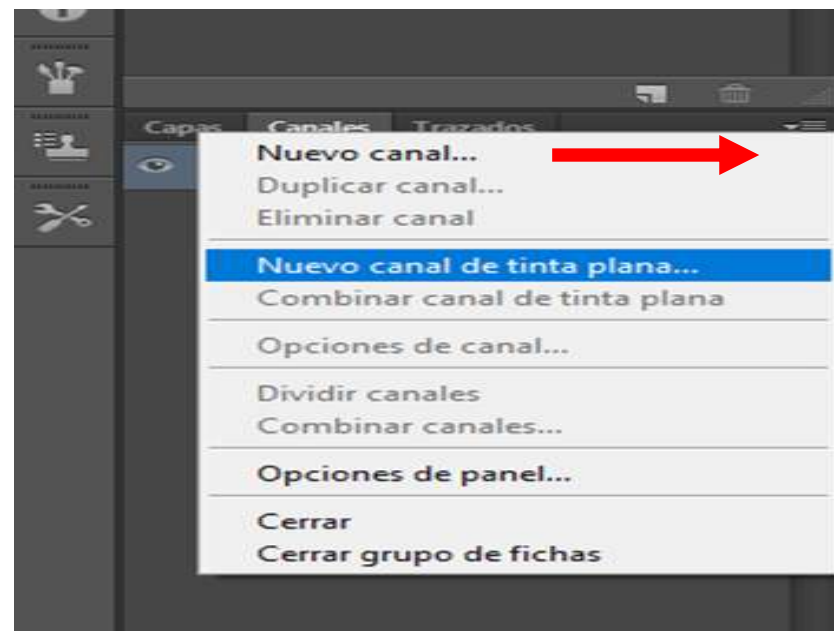 Capas Canales Trazados
Nuevo canal...
Duplicar canal...
Eliminar canal
Nuevo canal de tinta plana...
Combinar canal de tinta plana
Opciones de canal...
Dividir canales
Combinar canales...
Opciones de panel...
Cerrar
Cerrar grupo de fichas